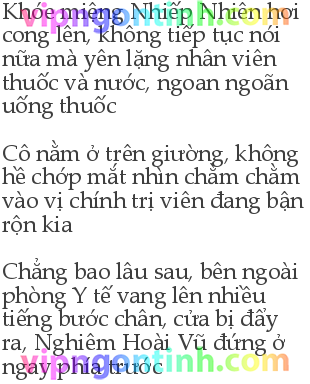 Khóe miệng Nhiếp Nhiên hơi
cong lên, không tiếp tục nói
nữa mà yên lặng nhân viên
thuốc và nước, ngoan ngoãn
uống thuốc
Cô nằm ở trên giường, không
hề chớp mắt nhìn chằm chằm
vào vị chính trị viên đang bận
rộn kia
Chẳng bao lâu sau, bên ngoài
phòng Y tế vang lên nhiều
tiếng bước chân, cửa bị đẩy
ra, Nghiêm Hoài Vũ đứng ở
ngay phía trước
vipngontinh.com
vipngontinh.com